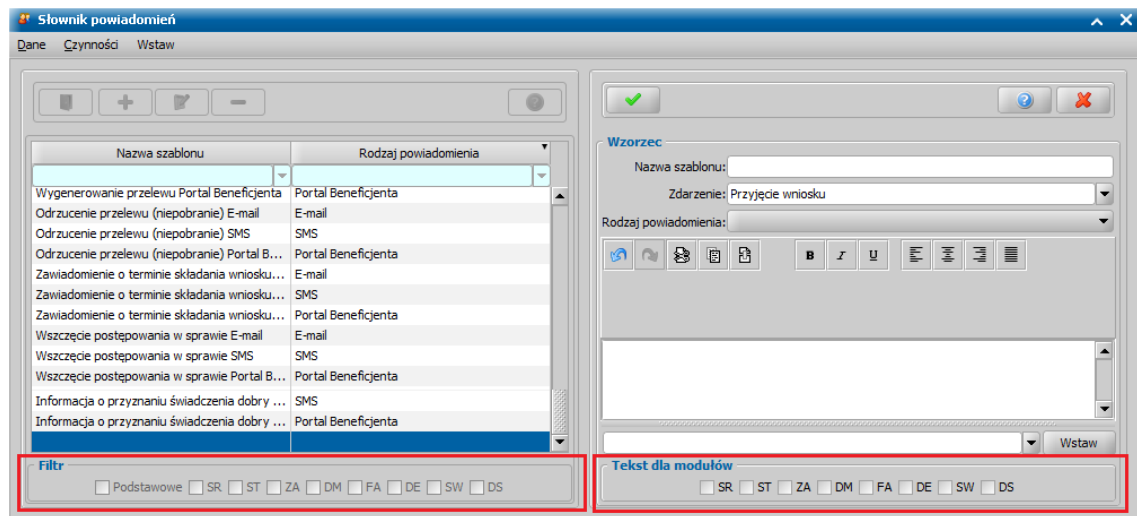 Słownik powiadomień
Dane Czynności Wstaw
Nazwa szablonu Rodzaj powiadomienia
Wygenerowanie przelewu Portal Beneficjenta Portal Beneficjenta
Odrzucenie przelewu (niepobranie) E-mail E-mail
Odrzucenie przelewu (niepobranie) SMS SMS
Odrzucenie przelewu (niepobranie) Portal B... Portal Beneficjenta
Zawiadomienie o terminie składania wniosku... E-mail
Zawiadomienie o terminie składania wniosku... SMS
Zawiadomienie o terminie składania wniosku... Portal Beneficjenta
Wszczęcie postępowania w sprawie E-mail E-mail
Wszczęcie postępowania w sprawie SMS SMS
Wszczęcie postępowania w sprawie Portal B... Portal Beneficjenta
Informacja o przyznaniu świadczenia dobry ... SMS
Informacja o przyznaniu świadczenia dobry ... Portal Beneficjenta
Filtr
Podstawowe SR ST ZA DM FA DE SW DS
Wzorzec
Nazwa szablonu:
Zdarzenie: Przyjęcie wniosku
Rodzaj powiadomienia:
B I U
Wstaw
Tekst dla modułów
SR ST ZA DM FA DE SW DS